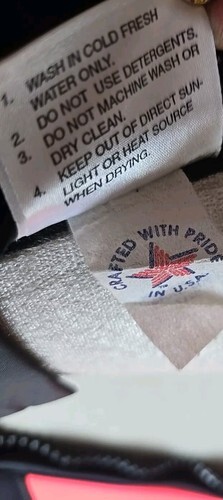 1. WASH IN COLD FRESH
WATER ONLY.
2. DO NOT USE DETERGENTS.
3. DO NOT MACHINE WASH OR
DRY CLEAN.
4. KEEP OUT OF DIRECT SUN-
LIGHT OR HEAT SOURCE
WHEN DRYING.
CRAFTED WITH PRIDE
IN U.S.A.